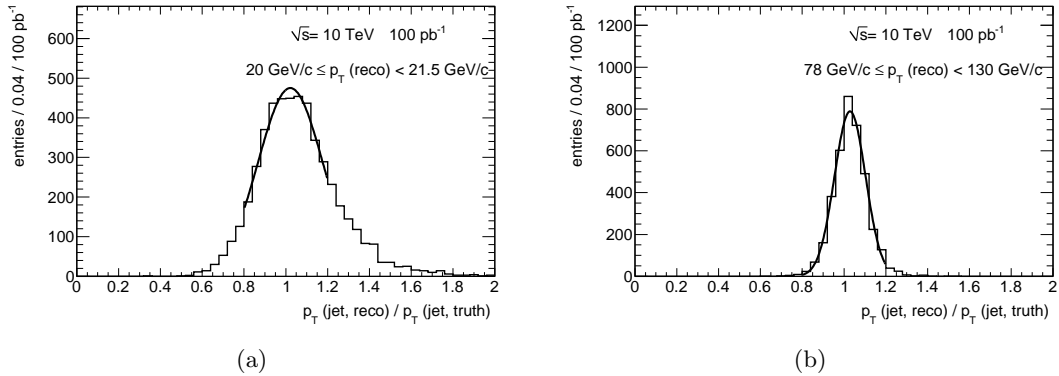 √s= 10 TeV 100 pb⁻¹
20 GeV/c ≤ p_T (reco) < 21.5 GeV/c
entries / 0.04 / 100 pb⁻¹
600
500
400
300
200
100
0
0 0.2 0.4 0.6 0.8 1 1.2 1.4 1.6 1.8 2
p_T (jet, reco) / p_T (jet, truth)
(a)
√s= 10 TeV 100 pb⁻¹
78 GeV/c ≤ p_T (reco) < 130 GeV/c
entries / 0.04 / 100 pb⁻¹
1200
1000
800
600
400
200
0
0 0.2 0.4 0.6 0.8 1 1.2 1.4 1.6 1.8 2
p_T (jet, reco) / p_T (jet, truth)
(b)